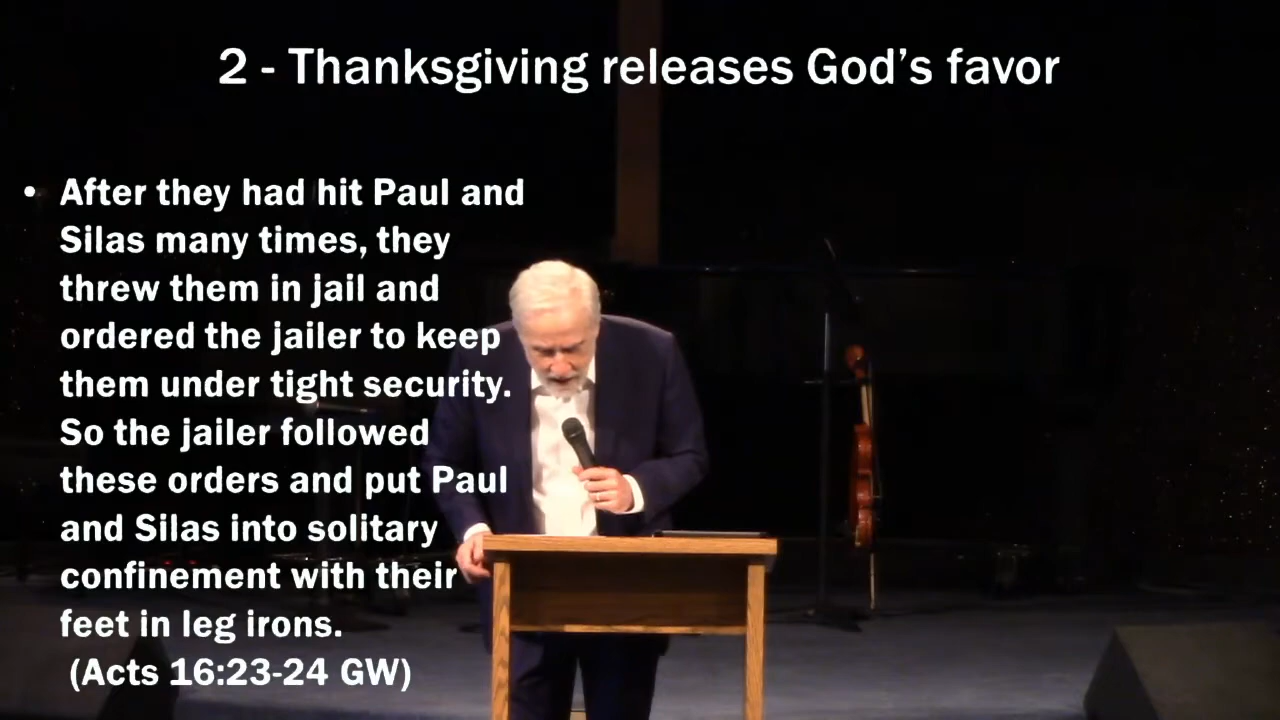 2 - Thanksgiving releases God’s favor
• After they had hit Paul and
Silas many times, they
threw them in jail and
ordered the jailer to keep
them under tight security.
So the jailer followed
these orders and put Paul
and Silas into solitary
confinement with their
feet in leg irons.
(Acts 16:23-24 GW)